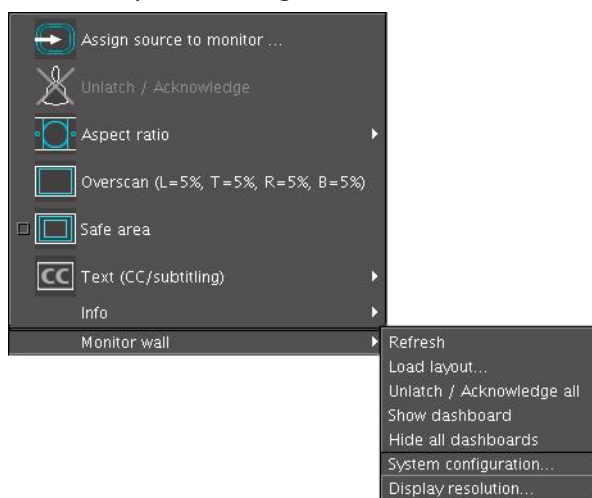 Assign source to monitor ...
Unlatch / Acknowledge
Aspect ratio
Overscan (L=5%, T=5%, R=5%, B=5%)
Safe area
CC Text (CC/subtitling)
Info
Monitor wall
Refresh
Load layout...
Unlatch / Acknowledge all
Show dashboard
Hide all dashboards
System configuration...
Display resolution...